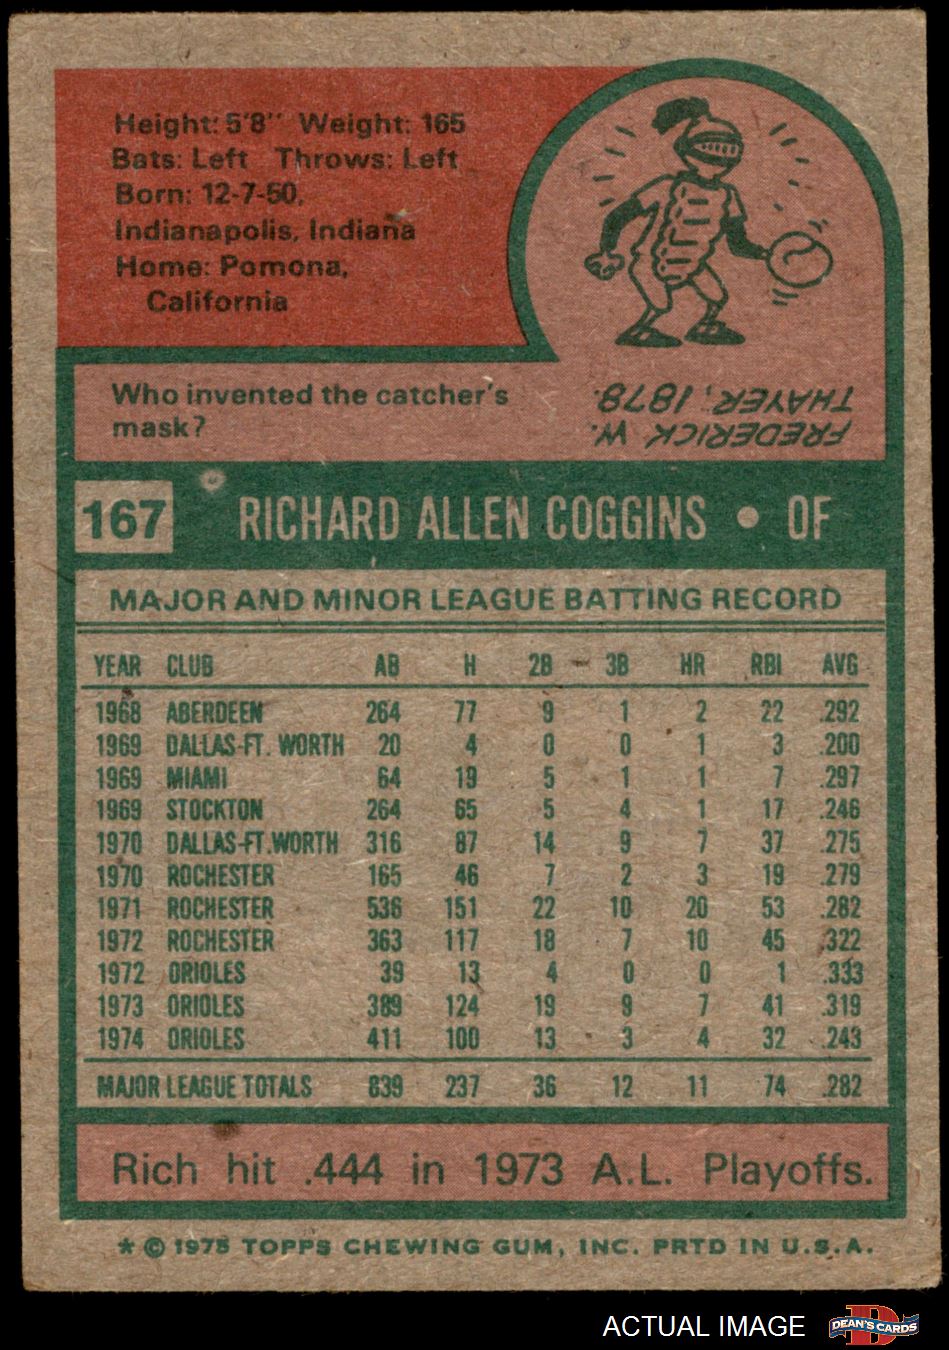 Height: 5'8" Weight: 165
Bats: Left Throws: Left
Born: 12-7-50,
Indianapolis, Indiana
Home: Pomona,
California
Who invented the catcher's
mask?
FREDERICK W.
THAYER, 1878.
167 RICHARD ALLEN COGGINS • OF
MAJOR AND MINOR LEAGUE BATTING RECORD
YEAR CLUB AB H 2B 3B HR RBI AVG
1968 ABERDEEN 264 77 9 1 2 22 .292
1969 DALLAS-FT. WORTH 20 4 0 0 1 3 .200
1969 MIAMI 64 19 5 1 1 7 .297
1969 STOCKTON 264 65 5 4 1 17 .246
1970 DALLAS-FT.WORTH 316 87 14 9 7 37 .275
1970 ROCHESTER 165 46 7 2 3 19 .279
1971 ROCHESTER 536 151 22 10 20 53 .282
1972 ROCHESTER 363 117 18 7 10 45 .322
1972 ORIOLES 39 13 4 0 0 1 .333
1973 ORIOLES 389 124 19 9 7 41 .319
1974 ORIOLES 411 100 13 3 4 32 .243
MAJOR LEAGUE TOTALS 839 237 36 12 11 74 .282
Rich hit .444 in 1973 A.L. Playoffs.
* © 1975 TOPPS CHEWING GUM, INC. PRTD IN U.S.A.
ACTUAL IMAGE DEAN'S CARDS